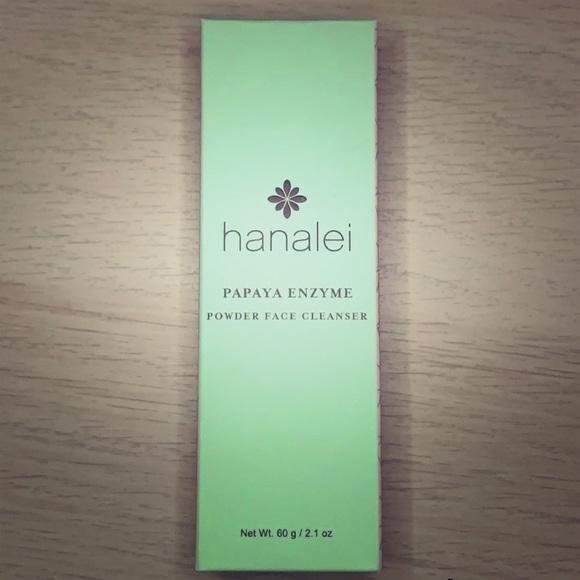 hanalei
PAPAYA ENZYME
POWDER FACE CLEANSER
Net Wt. 60 g / 2.1 oz